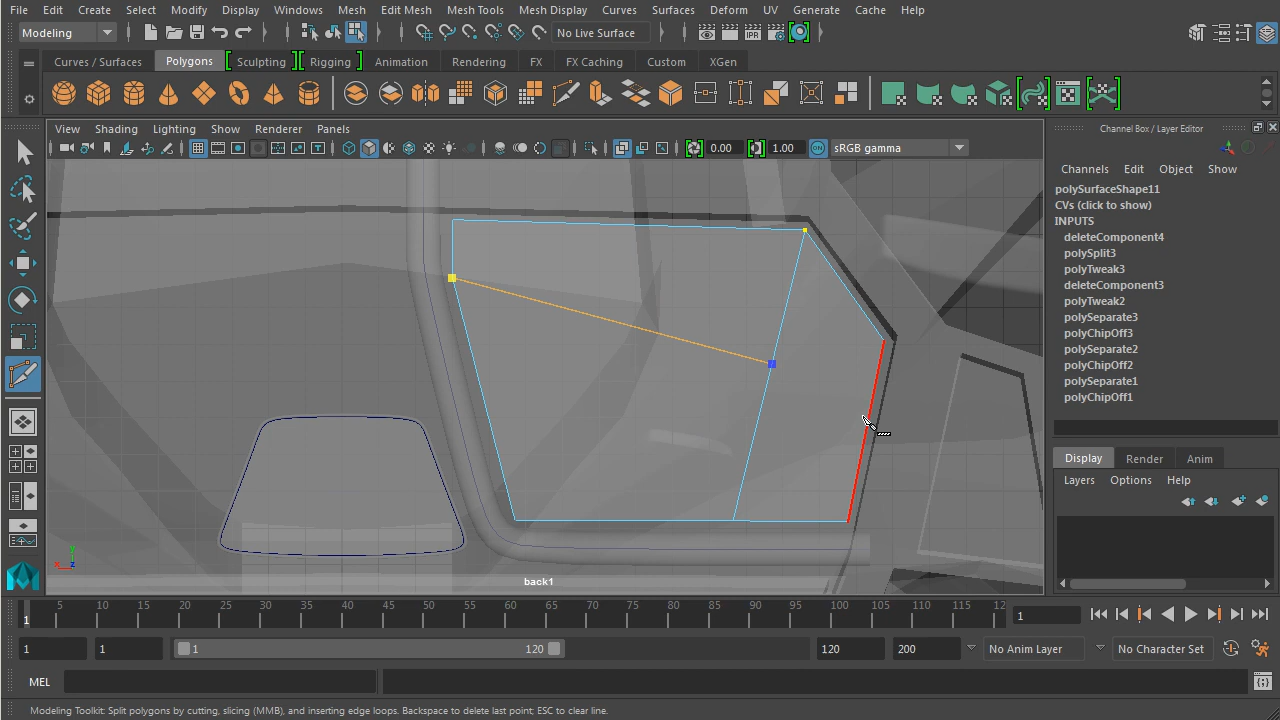 File Edit Create Select Modify Display Windows Mesh Edit Mesh Mesh Tools Mesh Display Curves Surfaces Deform UV Generate Cache Help
Modeling No Live Surface
Curves / Surfaces Polygons Sculpting Rigging Animation Rendering FX FX Caching Custom XGen
View Shading Lighting Show Renderer Panels
0.00 1.00 ON sRGB gamma
Channel Box / Layer Editor
Channels Edit Object Show
polySurfaceShape11
CVs (click to show)
INPUTS
deleteComponent4
polySplit3
polyTweak3
deleteComponent3
polyTweak2
polySeparate3
polyChipOff3
polySeparate2
polyChipOff2
polySeparate1
polyChipOff1
Display Render Anim
Layers Options Help
y
x z
back1
5 10 15 20 25 30 35 40 45 50 55 60 65 70 75 80 85 90 95 100 105 110 115 12
1 1
1 1 1 120 120 200 No Anim Layer No Character Set
MEL
Modeling Toolkit: Split polygons by cutting, slicing (MMB), and inserting edge loops. Backspace to delete last point; ESC to clear line.